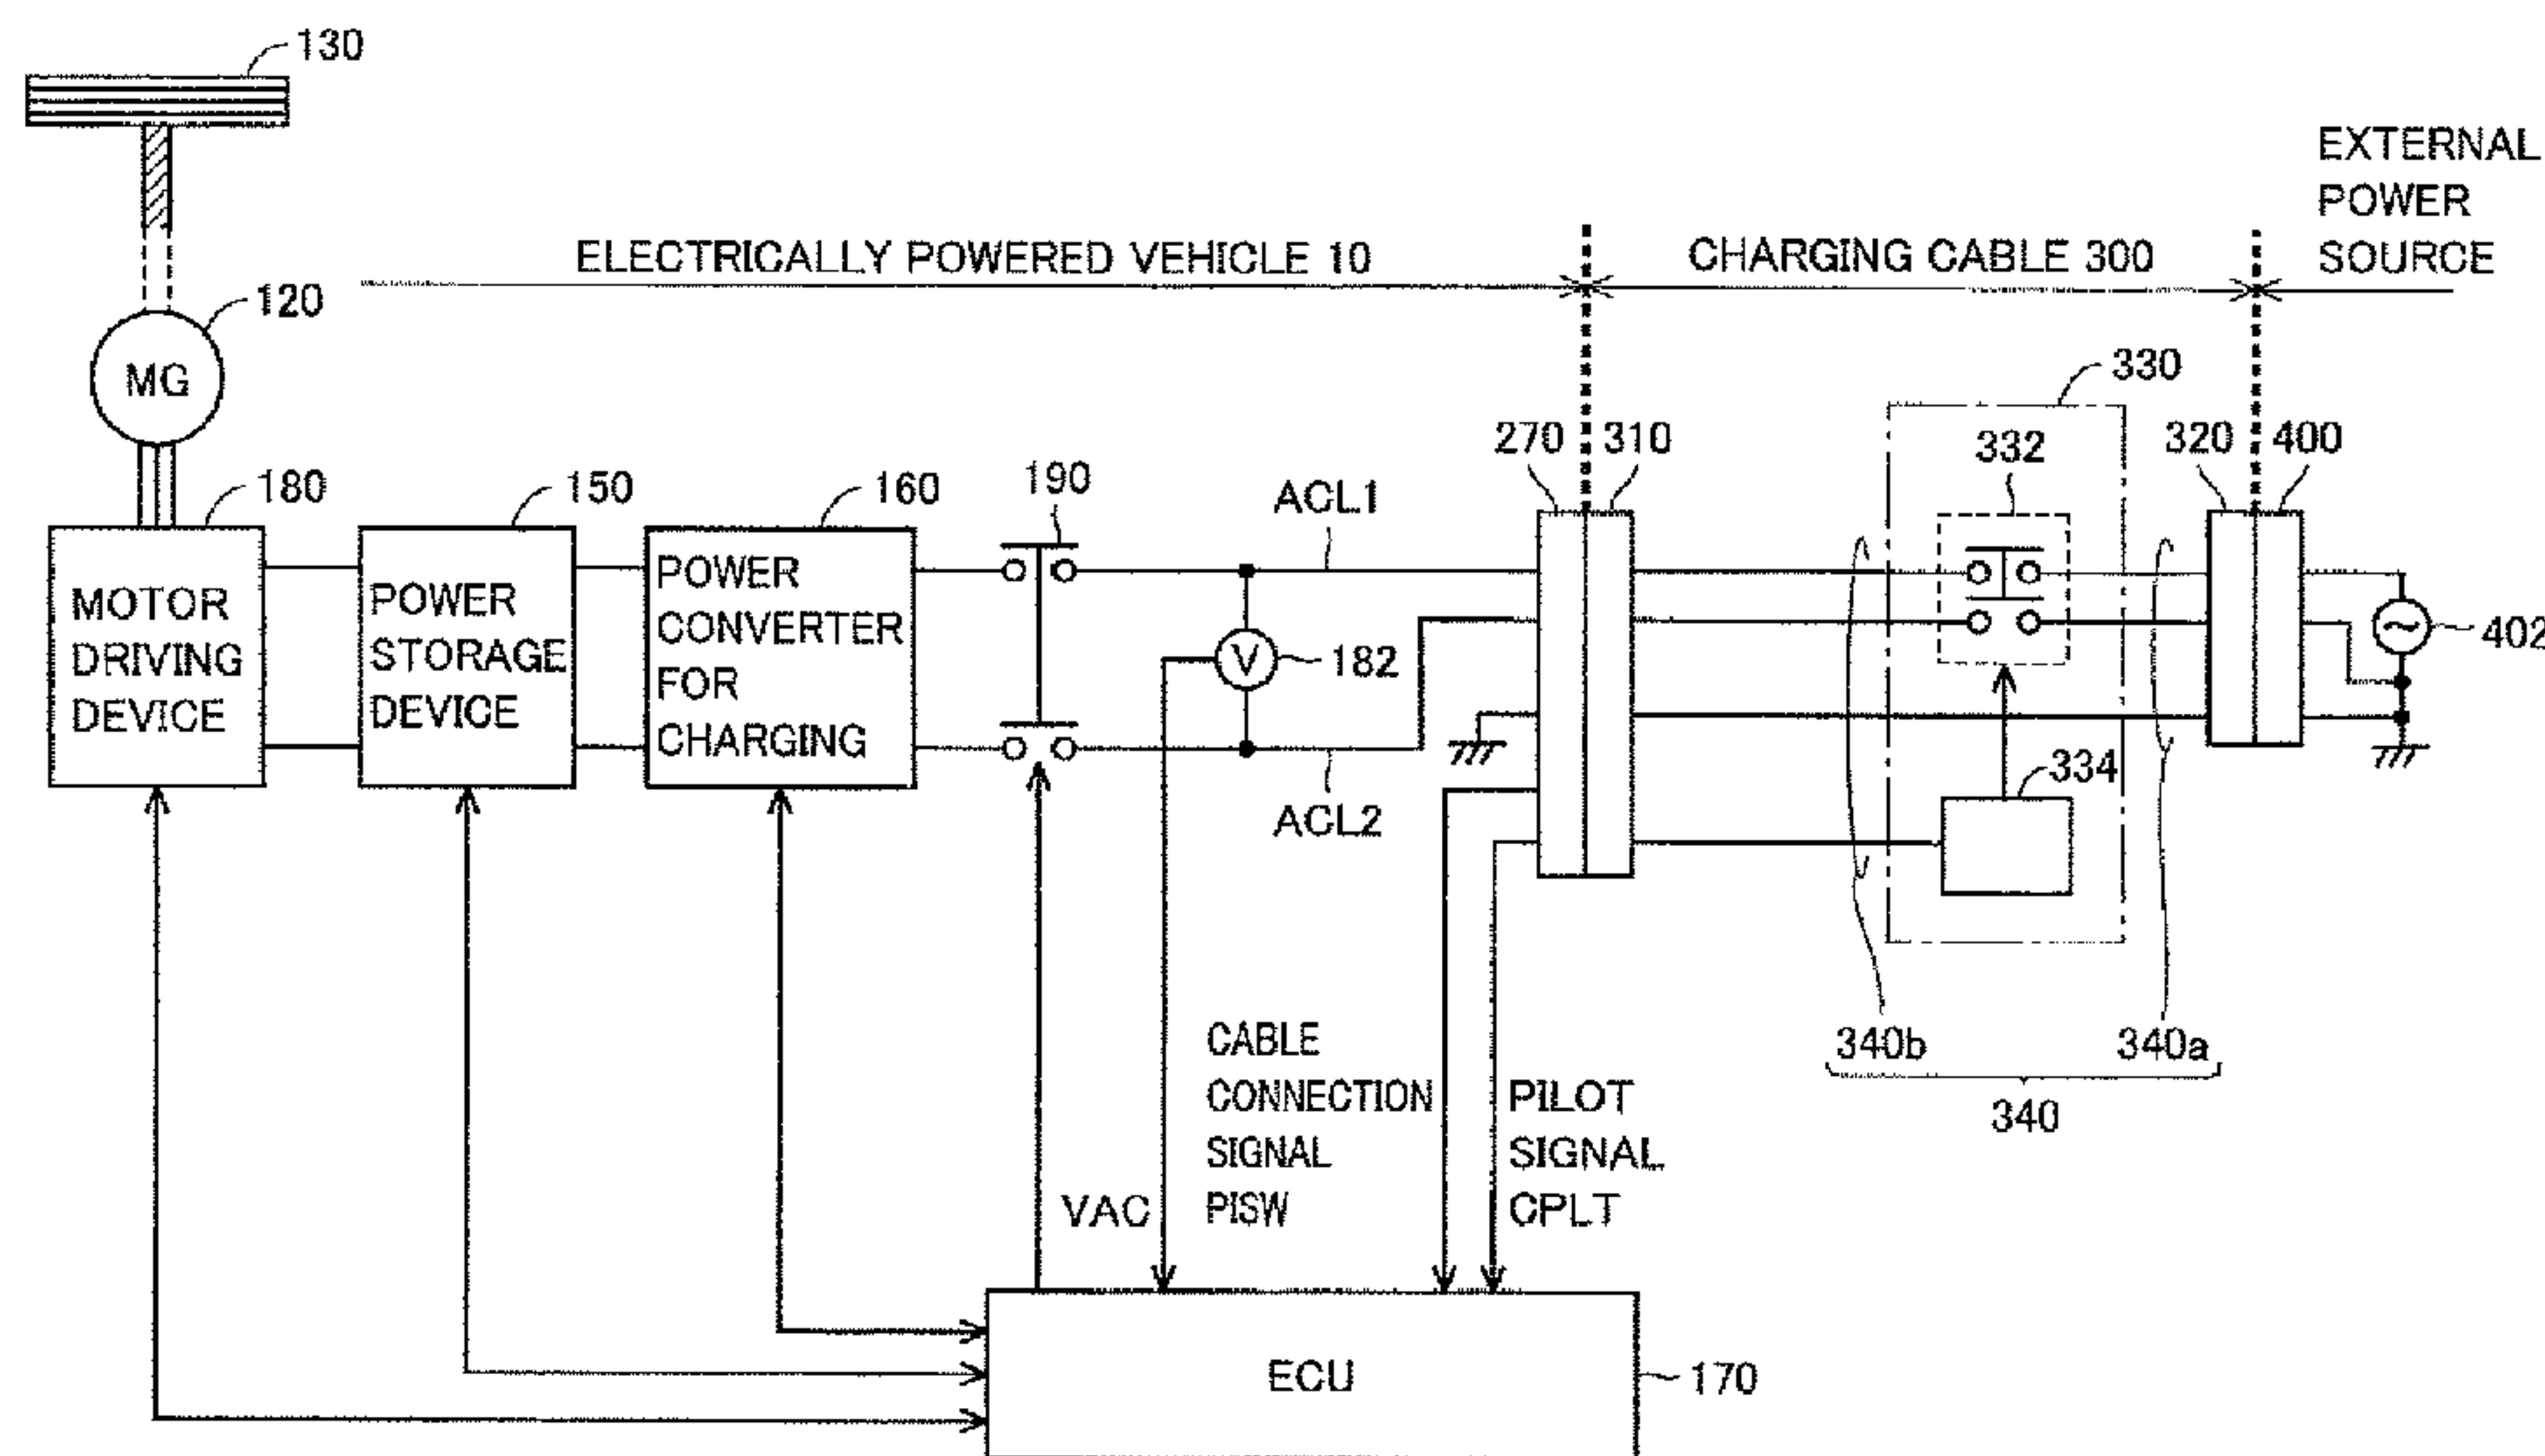 130
EXTERNAL
POWER
SOURCE
ELECTRICALLY POWERED VEHICLE 10
CHARGING CABLE 300
120
MG
330
270
310
332
320
400
180
150
160
190
ACL1
MOTOR
DRIVING
DEVICE
POWER
STORAGE
DEVICE
POWER
CONVERTER
FOR
CHARGING
V
182
402
334
ACL2
340b
340a
340
CABLE
CONNECTION
SIGNAL
PISW
PILOT
SIGNAL
CPLT
VAC
ECU
170